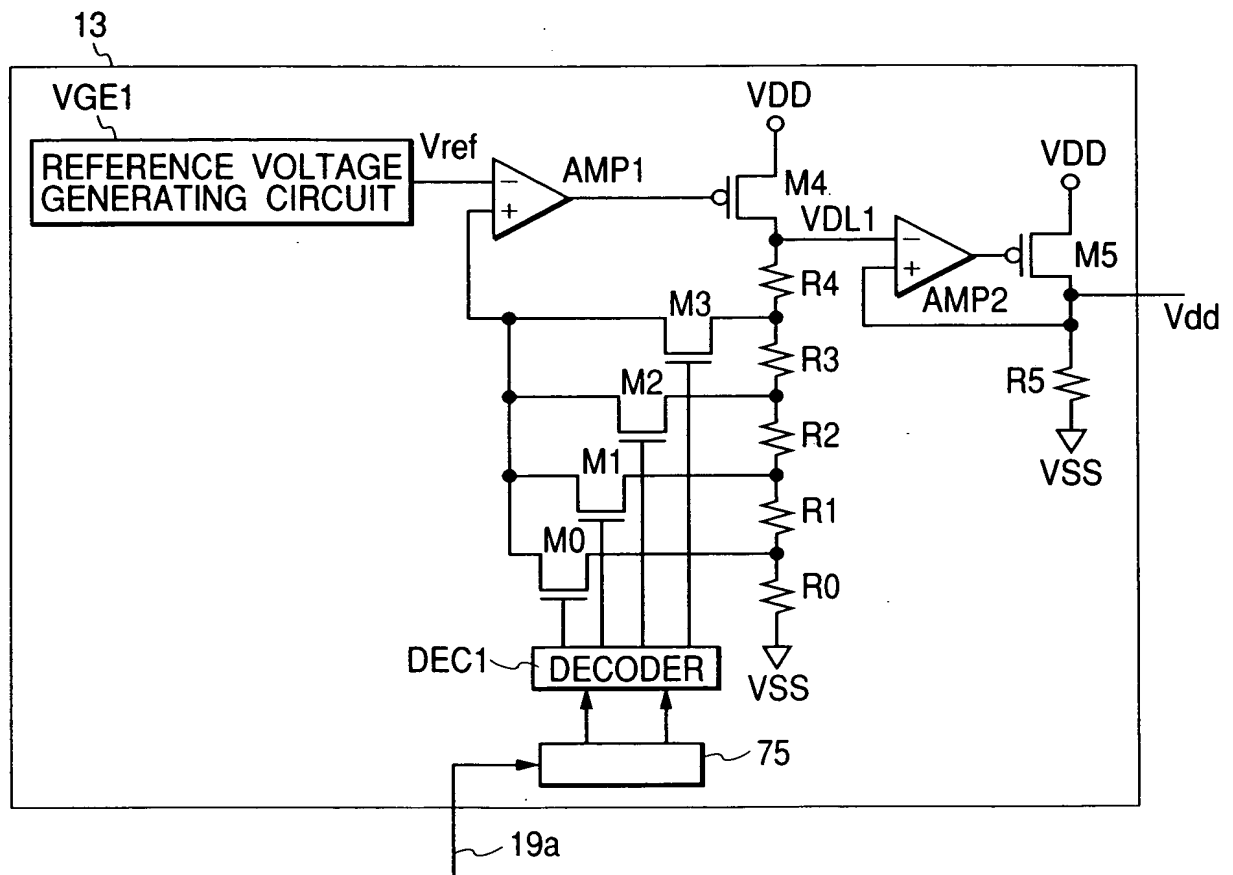 13
VGE1
REFERENCE VOLTAGE
GENERATING CIRCUIT
Vref
−
+
AMP1
VDD
M4
VDL1
−
+
AMP2
VDD
M5
Vdd
R5
VSS
R4
M3
R3
M2
R2
M1
R1
M0
R0
VSS
DEC1
DECODER
75
19a